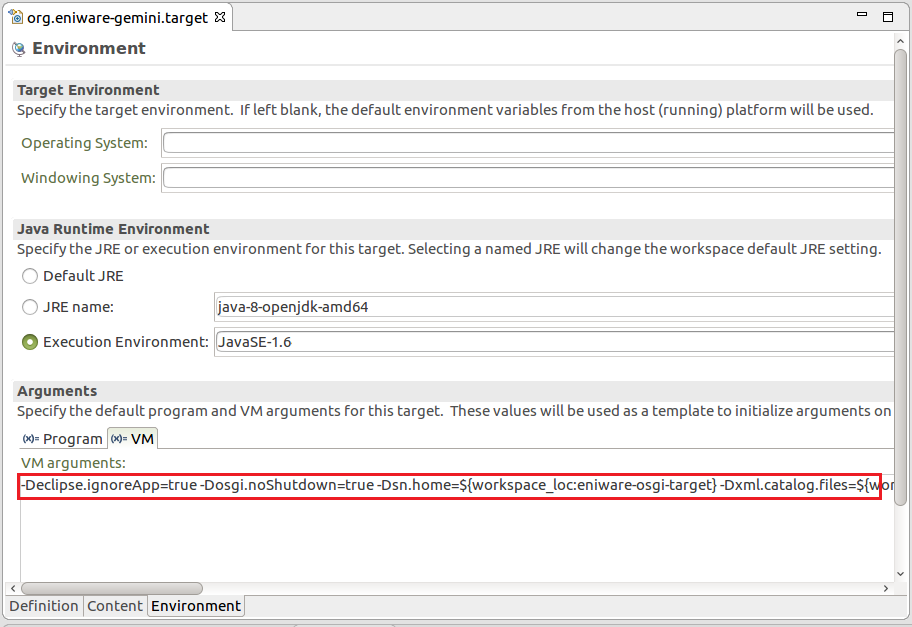 org.eniware-gemini.target
Environment
Target Environment
Specify the target environment.  If left blank, the default environment variables from the host (running) platform will be used.
Operating System:
Windowing System:
Java Runtime Environment
Specify the JRE or execution environment for this target. Selecting a named JRE will change the workspace default JRE setting.
Default JRE
JRE name: java-8-openjdk-amd64
Execution Environment: JavaSE-1.6
Arguments
Specify the default program and VM arguments for this target.  These values will be used as a template to initialize arguments on
(x)= Program (x)= VM
VM arguments:
-Declipse.ignoreApp=true -Dosgi.noShutdown=true -Dsn.home=${workspace_loc:eniware-osgi-target} -Dxml.catalog.files=${wor
Definition Content Environment